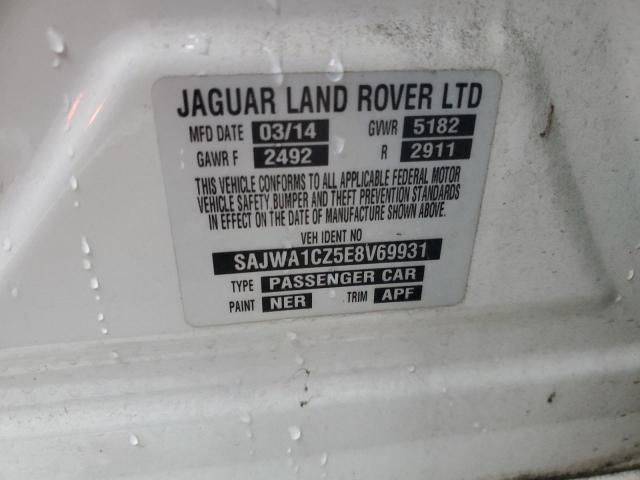 JAGUAR LAND ROVER LTD
MFD DATE 03/14 GVWR 5182
GAWR F 2492 R 2911
THIS VEHICLE CONFORMS TO ALL APPLICABLE FEDERAL MOTOR
VEHICLE SAFETY BUMPER AND THEFT PREVENTION STANDARDS
IN EFFECT ON THE DATE OF MANUFACTURE SHOWN ABOVE.
VEH IDENT NO
SAJWA1CZ5E8V69931
TYPE PASSENGER CAR
PAINT NER TRIM APF